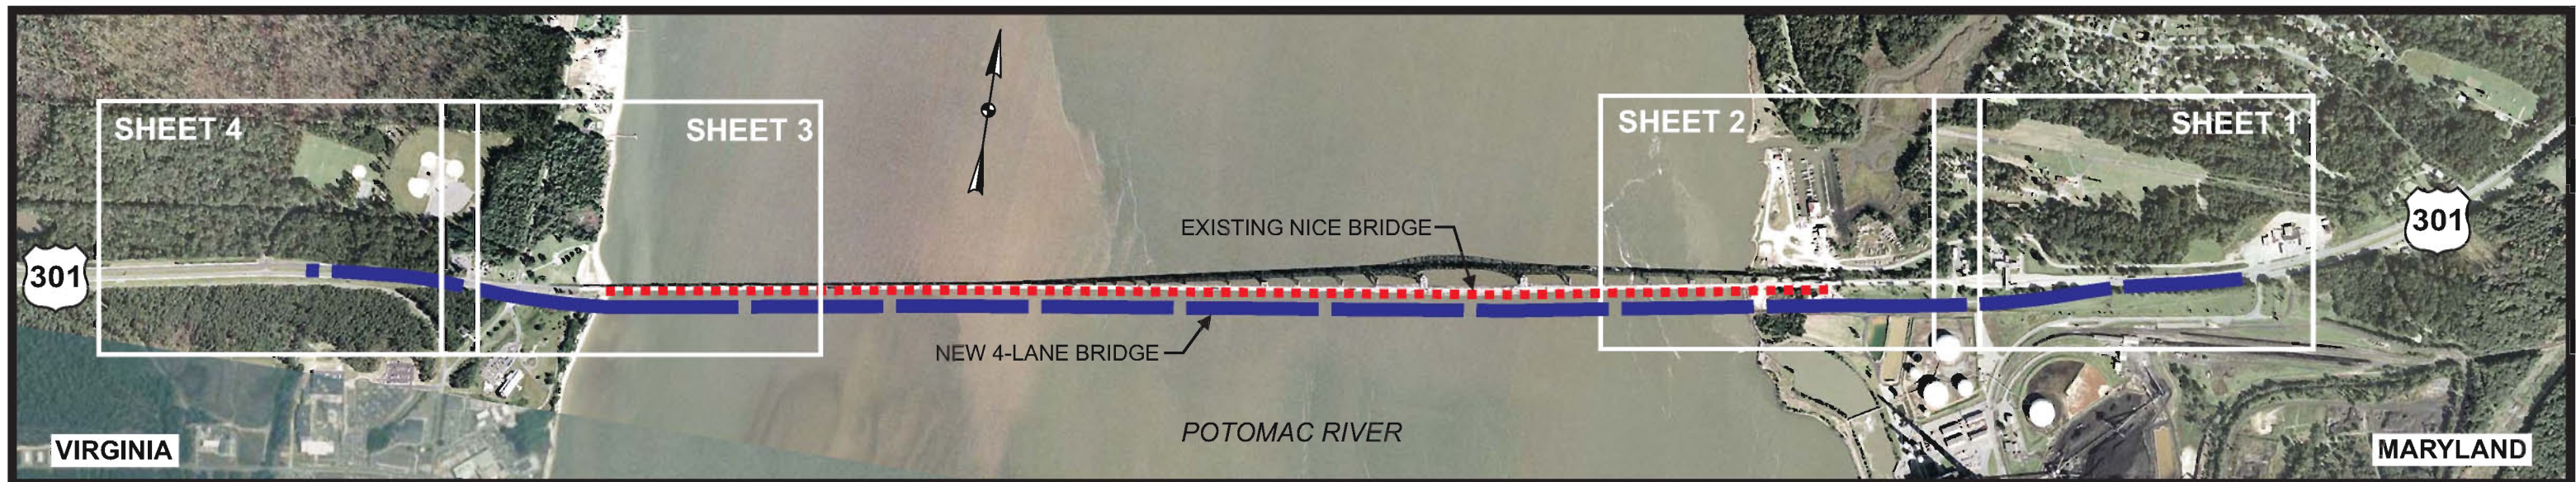 SHEET 4
SHEET 3
SHEET 2
SHEET 1
EXISTING NICE BRIDGE
301
301
NEW 4-LANE BRIDGE
POTOMAC RIVER
VIRGINIA
MARYLAND